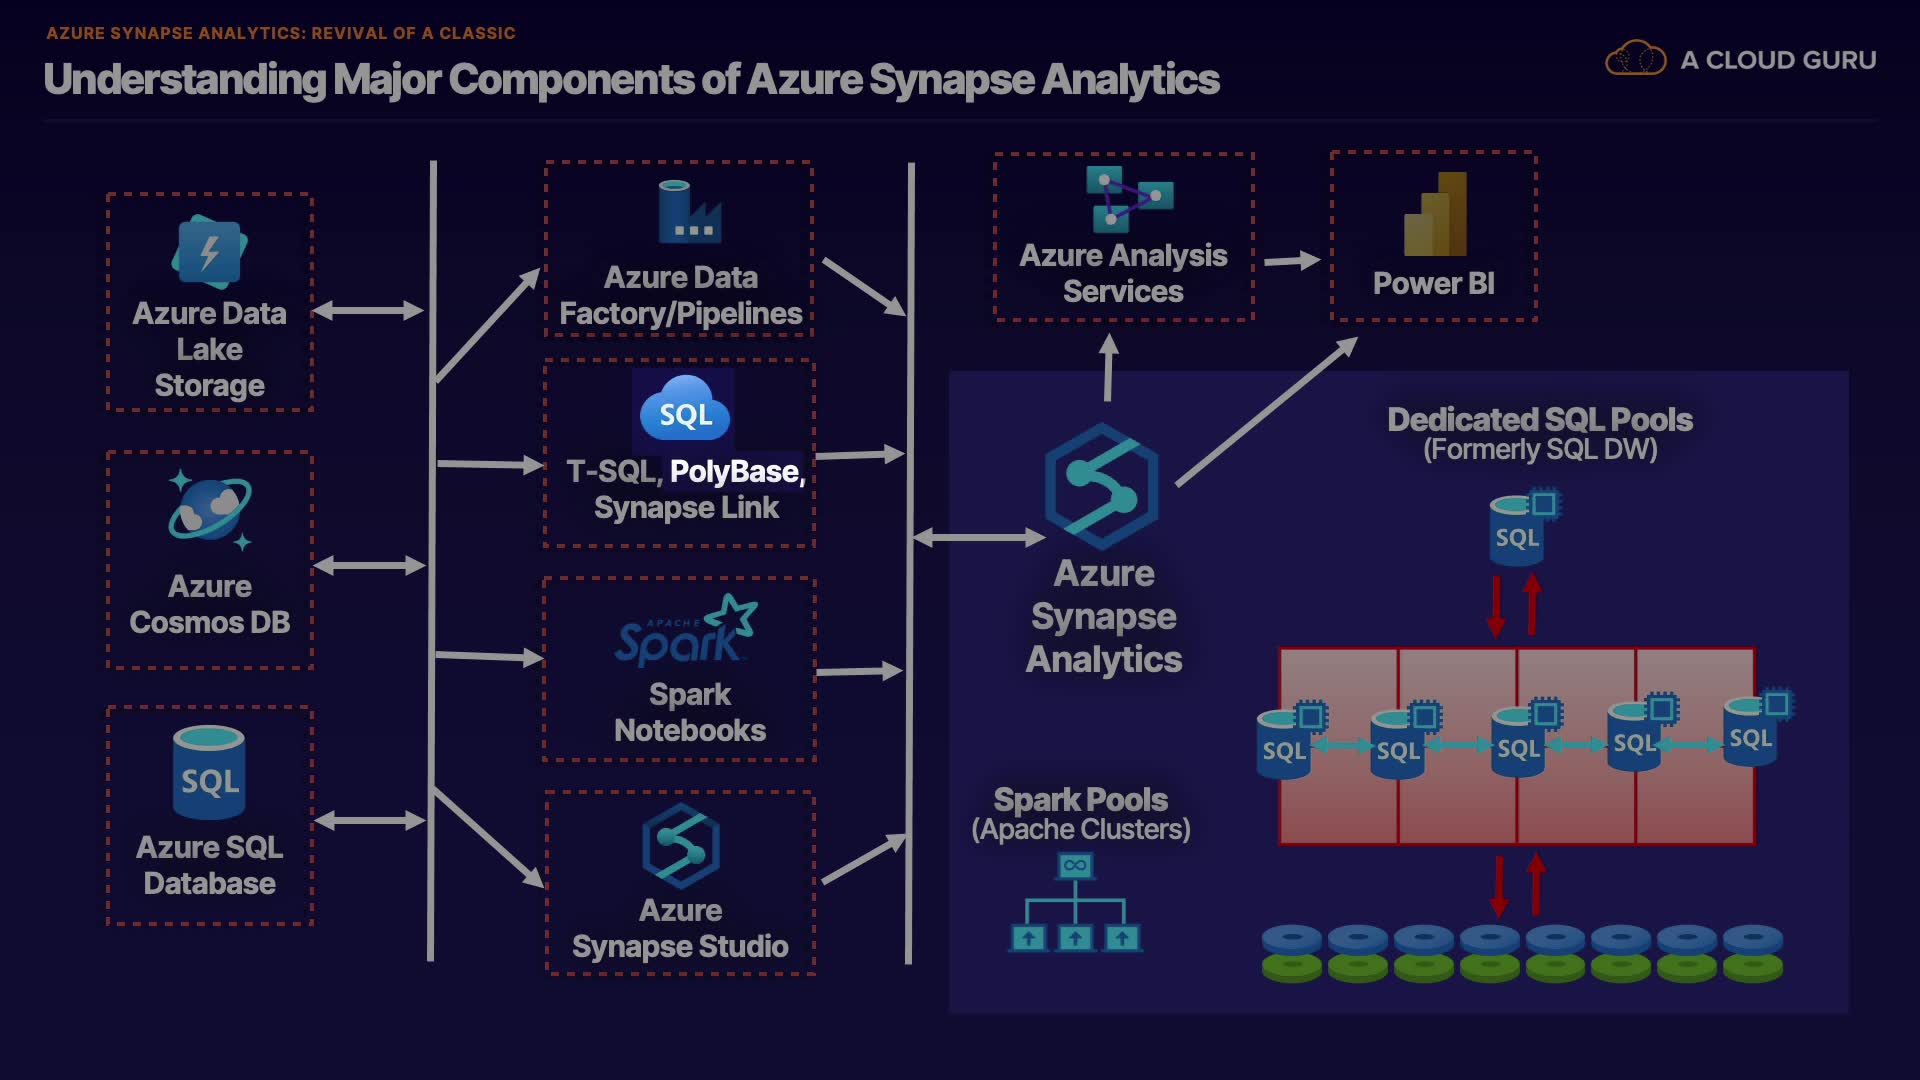 AZURE SYNAPSE ANALYTICS: REVIVAL OF A CLASSIC
Understanding Major Components of Azure Synapse Analytics
A CLOUD GURU
Azure Data
Lake
Storage
Azure
Cosmos DB
SQL
Azure SQL
Database
Azure Data
Factory/Pipelines
SQL
T-SQL, PolyBase,
Synapse Link
APACHE
Spark
Spark
Notebooks
Azure
Synapse Studio
Azure Analysis
Services
Power BI
Azure
Synapse
Analytics
Spark Pools
(Apache Clusters)
Dedicated SQL Pools
(Formerly SQL DW)
SQL
SQL
SQL
SQL
SQL
SQL